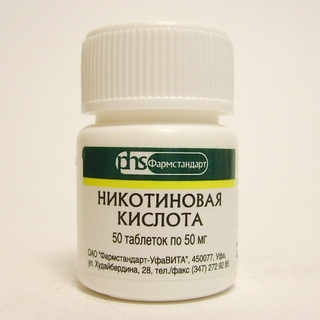 phs Фармстандарт
НИКОТИНОВАЯ
КИСЛОТА
50 таблеток по 50 мг
ОАО "Фармстандарт-УфаВИТА", 450077, Уфа,
ул. Худайбердина, 28, тел./факс (347) 272 92 85